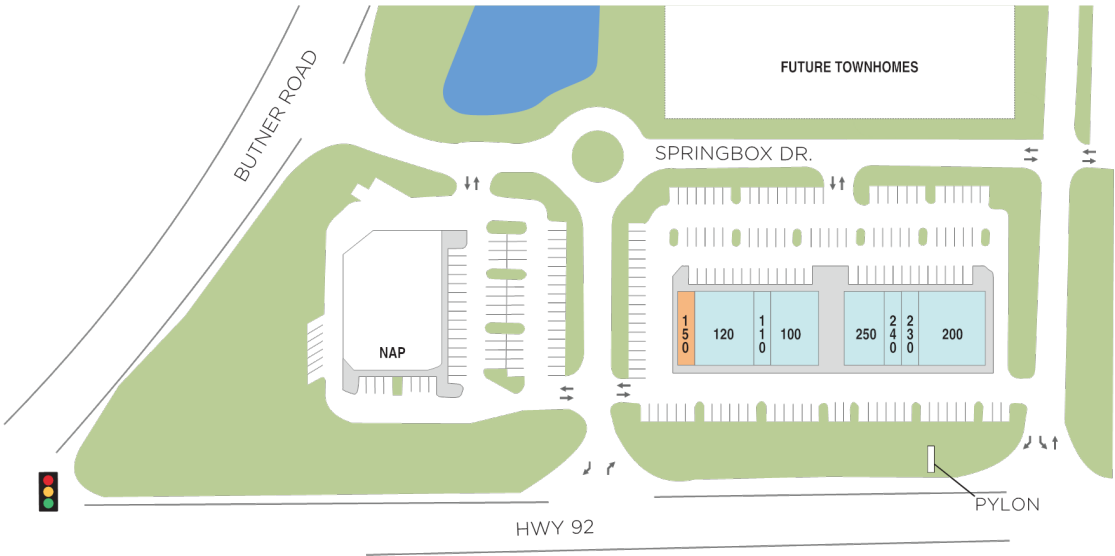 FUTURE TOWNHOMES
BUTNER ROAD
SPRINGBOX DR.
NAP
150
120
110
100
250
240
230
200
PYLON
HWY 92